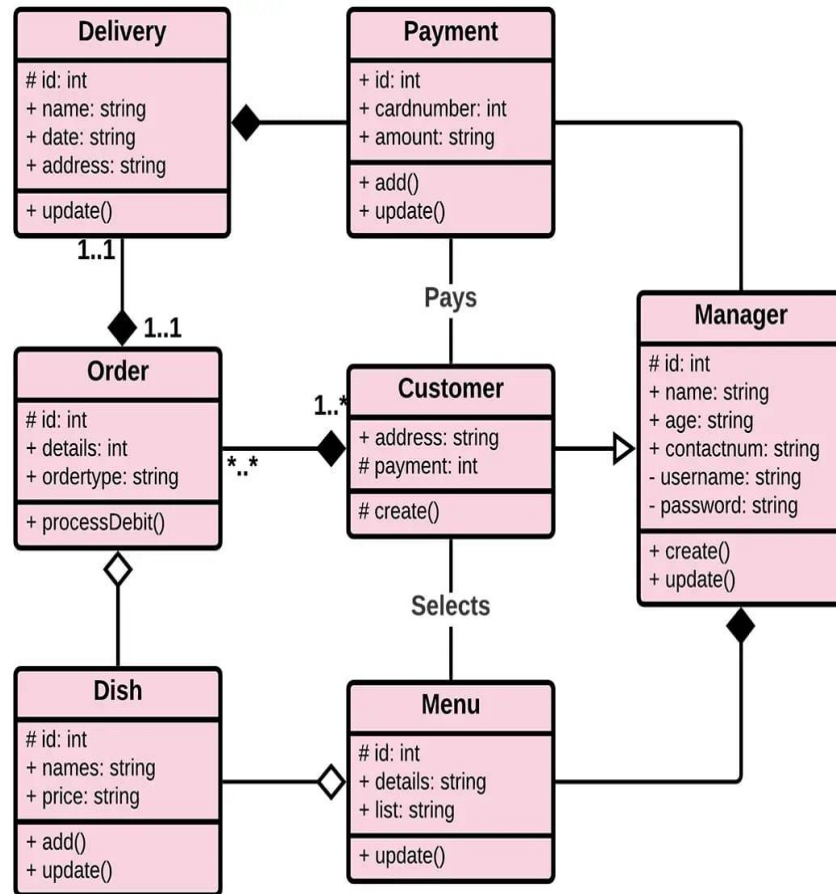 Delivery
# id: int
+ name: string
+ date: string
+ address: string
+ update()
Payment
+ id: int
+ cardnumber: int
+ amount: string
+ add()
+ update()
1..1
1..1
Pays
Manager
# id: int
+ name: string
+ age: string
+ contactnum: string
- username: string
- password: string
+ create()
+ update()
Order
# id: int
+ details: int
+ ordertype: string
+ processDebit()
1..*
*..*
Customer
+ address: string
# payment: int
# create()
Selects
Dish
# id: int
+ names: string
+ price: string
+ add()
+ update()
Menu
# id: int
+ details: string
+ list: string
+ update()